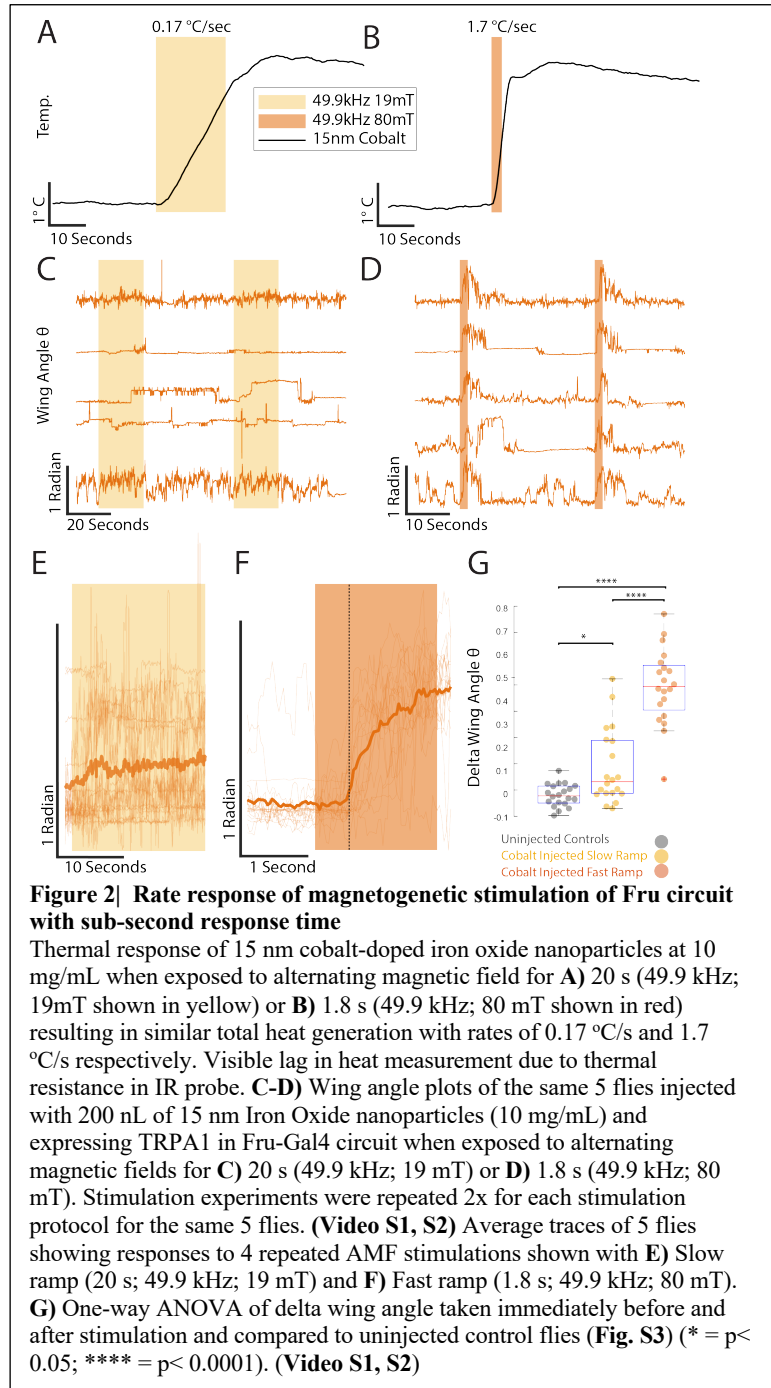 A
0.17 °C/sec
B
1.7 °C/sec
Temp.
49.9kHz 19mT
49.9kHz 80mT
15nm Cobalt
1° C
10 Seconds
1° C
10 Seconds
C
D
Wing Angle θ
1 Radian
20 Seconds
1 Radian
10 Seconds
E
F
G
1 Radian
10 Seconds
1 Radian
1 Second
Delta Wing Angle θ
0.8
0.6
0.5
0.4
0.3
0.2
0.1
0
-0.1
****
****
*
Uninjected Controls
Cobalt Injected Slow Ramp
Cobalt Injected Fast Ramp
Figure 2| Rate response of magnetogenetic stimulation of Fru circuit
with sub-second response time
Thermal response of 15 nm cobalt-doped iron oxide nanoparticles at 10
mg/mL when exposed to alternating magnetic field for A) 20 s (49.9 kHz;
19mT shown in yellow) or B) 1.8 s (49.9 kHz; 80 mT shown in red)
resulting in similar total heat generation with rates of 0.17 °C/s and 1.7
°C/s respectively. Visible lag in heat measurement due to thermal
resistance in IR probe. C-D) Wing angle plots of the same 5 flies injected
with 200 nL of 15 nm Iron Oxide nanoparticles (10 mg/mL) and
expressing TRPA1 in Fru-Gal4 circuit when exposed to alternating
magnetic fields for C) 20 s (49.9 kHz; 19 mT) or D) 1.8 s (49.9 kHz; 80
mT). Stimulation experiments were repeated 2x for each stimulation
protocol for the same 5 flies. (Video S1, S2) Average traces of 5 flies
showing responses to 4 repeated AMF stimulations shown with E) Slow
ramp (20 s; 49.9 kHz; 19 mT) and F) Fast ramp (1.8 s; 49.9 kHz; 80 mT).
G) One-way ANOVA of delta wing angle taken immediately before and
after stimulation and compared to uninjected control flies (Fig. S3) (* = p<
0.05; **** = p< 0.0001). (Video S1, S2)